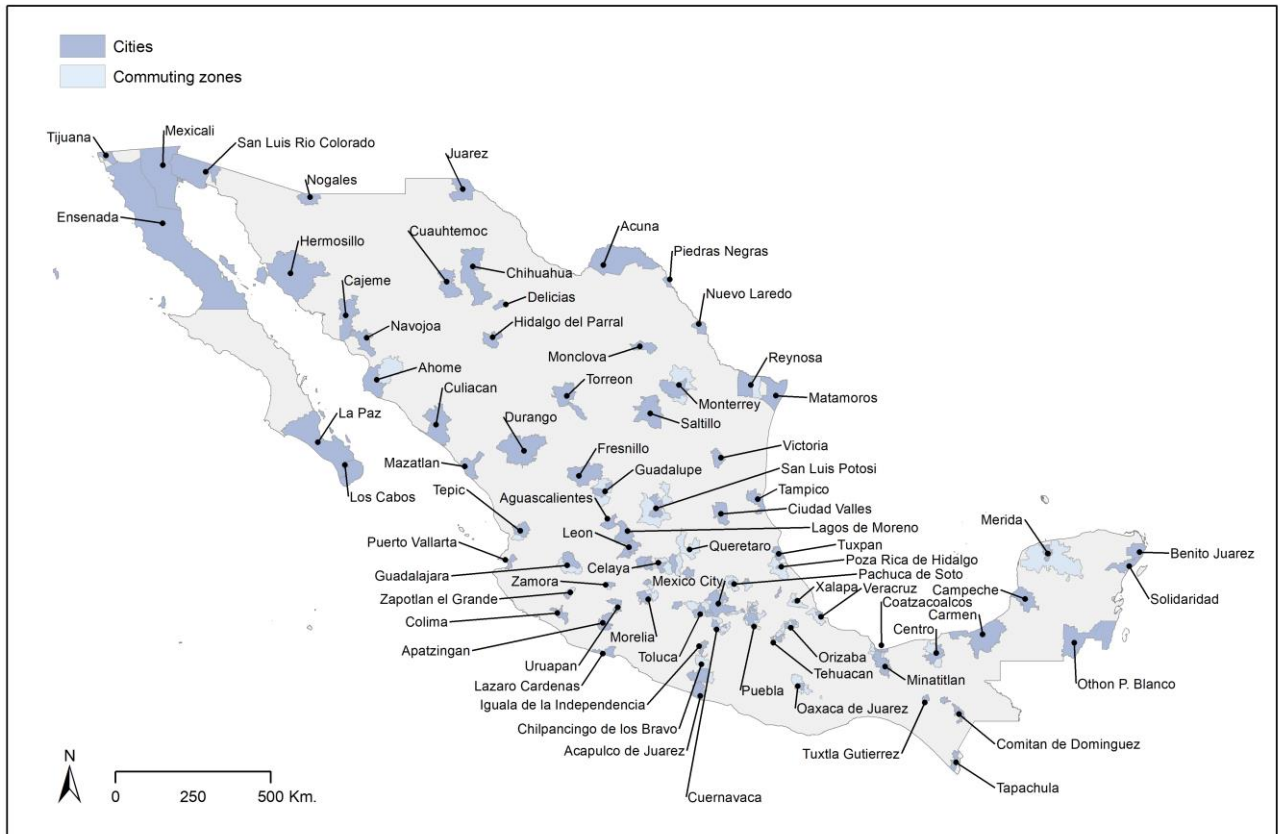 Cities
Commuting zones
Tijuana
Mexicali
San Luis Rio Colorado
Nogales
Juarez
Ensenada
Hermosillo
Cuauhtemoc
Acuna
Piedras Negras
Cajeme
Chihuahua
Delicias
Nuevo Laredo
Navojoa
Hidalgo del Parral
Monclova
Reynosa
Ahome
Torreon
Culiacan
Monterrey
Matamoros
La Paz
Durango
Saltillo
Fresnillo
Victoria
Mazatlan
Guadalupe
San Luis Potosi
Los Cabos
Tepic
Aguascalientes
Tampico
Ciudad Valles
Leon
Lagos de Moreno
Merida
Puerto Vallarta
Queretaro
Tuxpan
Benito Juarez
Guadalajara
Celaya
Poza Rica de Hidalgo
Zamora
Mexico City
Pachuca de Soto
Xalapa
Veracruz
Campeche
Solidaridad
Zapotlan el Grande
Coatzacoalcos
Carmen
Colima
Centro
Apatzingan
Morelia
Toluca
Orizaba
Uruapan
Tehuacan
Minatitlan
Othon P. Blanco
Lazaro Cardenas
Puebla
Iguala de la Independencia
Oaxaca de Juarez
Chilpancingo de los Bravo
Acapulco de Juarez
Tuxtla Gutierrez
Comitan de Dominguez
Tapachula
Cuernavaca
N
0
250
500 Km.